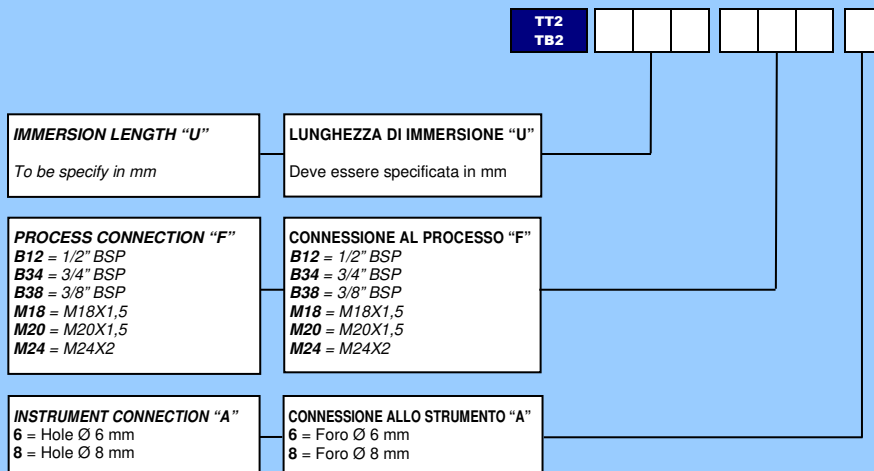 TT2
TB2
IMMERSION LENGTH “U”
To be specify in mm
LUNGHEZZA DI IMMERSIONE “U”
Deve essere specificata in mm
PROCESS CONNECTION “F”
B12 = 1/2” BSP
B34 = 3/4” BSP
B38 = 3/8” BSP
M18 = M18X1,5
M20 = M20X1,5
M24 = M24X2
CONNESSIONE AL PROCESSO “F”
B12 = 1/2” BSP
B34 = 3/4” BSP
B38 = 3/8” BSP
M18 = M18X1,5
M20 = M20X1,5
M24 = M24X2
INSTRUMENT CONNECTION “A”
6 = Hole Ø 6 mm
8 = Hole Ø 8 mm
CONNESSIONE ALLO STRUMENTO “A”
6 = Foro Ø 6 mm
8 = Foro Ø 8 mm